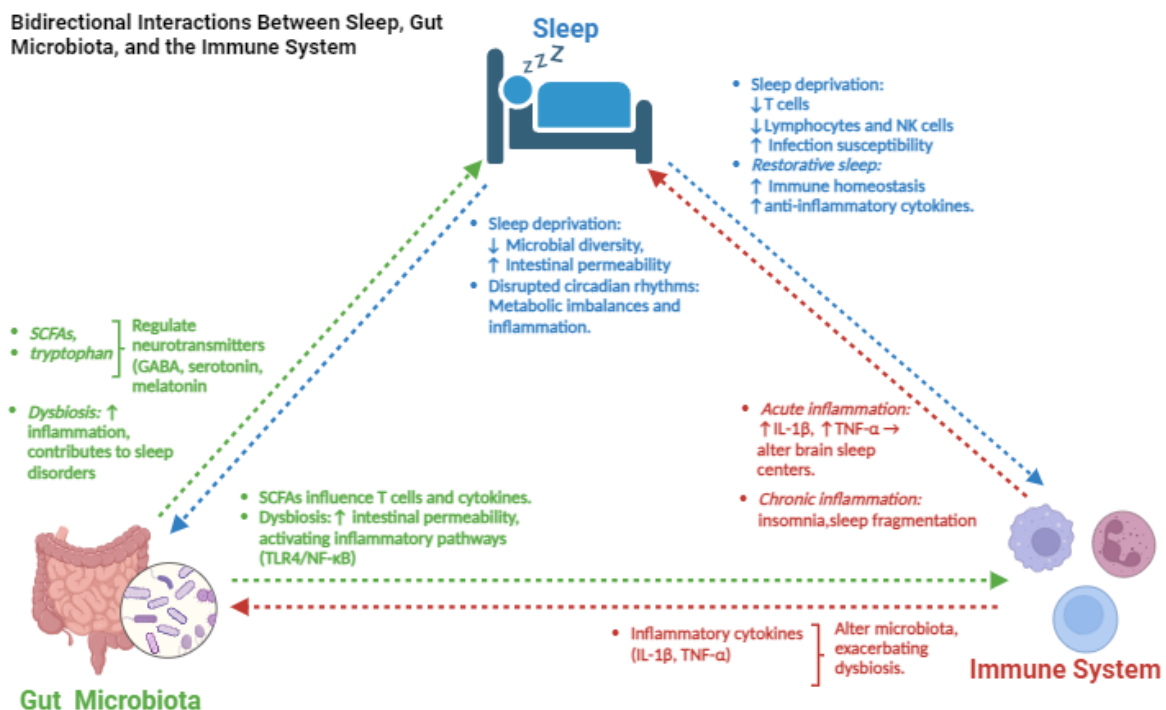 Bidirectional Interactions Between Sleep, Gut
Microbiota, and the Immune System
Sleep
z z Z Z
• Sleep deprivation:
↓T cells
↓Lymphocytes and NK cells
↑ Infection susceptibility
• Restorative sleep:
↑ Immune homeostasis
↑anti-inflammatory cytokines.
• Sleep deprivation:
↓ Microbial diversity,
↑ Intestinal permeability
• Disrupted circadian rhythms:
Metabolic imbalances and
inflammation.
• SCFAs,
• tryptophan
Regulate
neurotransmitters
(GABA, serotonin,
melatonin
• Dysbiosis: ↑
inflammation,
contributes to sleep
disorders
• Acute inflammation:
↑IL-1β, ↑TNF-α →
alter brain sleep
centers.
• Chronic inflammation:
insomnia,sleep fragmentation
• SCFAs influence T cells and cytokines.
• Dysbiosis: ↑ intestinal permeability,
activating inflammatory pathways
(TLR4/NF-κB)
• Inflammatory cytokines
(IL-1β, TNF-α)
Alter microbiota,
exacerbating
dysbiosis.
Immune System
Gut Microbiota